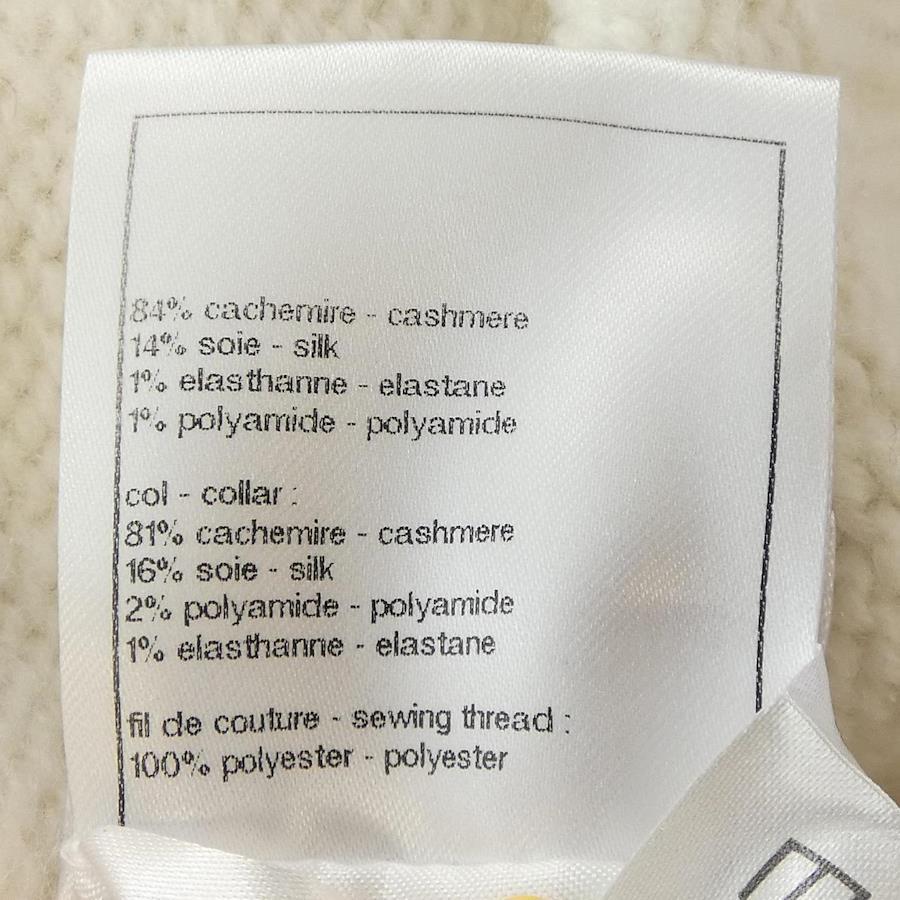 84% cachemire - cashmere
14% soie - silk
1% elasthanne - elastane
1% polyamide - polyamide
col - collar :
81% cachemire - cashmere
16% soie - silk
2% polyamide - polyamide
1% elasthanne - elastane
fil de couture - sewing thread :
100% polyester - polyester